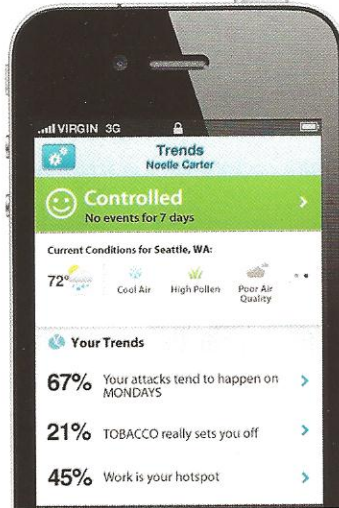 VIRGIN 3G
Trends
Noelle Carter
Controlled
No events for 7 days
Current Conditions for Seattle, WA:
72°
Cool Air
High Pollen
Poor Air
Quality
Your Trends
67% Your attacks tend to happen on
MONDAYS
21% TOBACCO really sets you off
45% Work is your hotspot